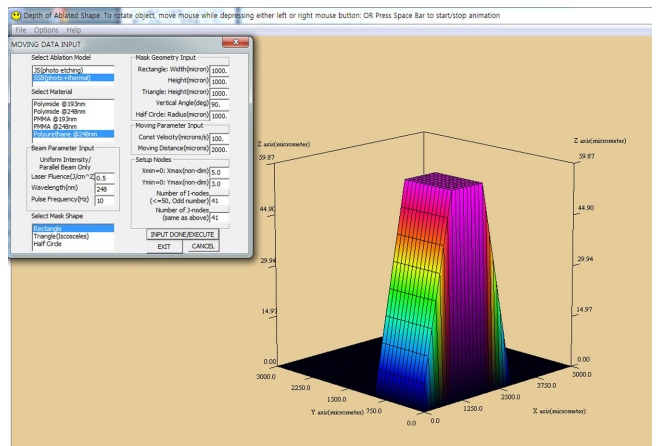 Depth of Ablated Shape: To rotate object, move mouse while depressing either left or right mouse button: OR Press Space Bar to start/stop animation
File Options Help
MOVING DATA INPUT
Select Ablation Model
JS(photo etching)
SSB(photo+thermal)
Select Material
Polyimide @193nm
Polyimide @248nm
PMMA @193nm
PMMA @248nm
Polyurethane @248nm
Beam Parameter Input
Uniform Intensity/
Parallel Beam Only
Laser Fluence(J/cm^2) 0.5
Wavelength(nm) 248
Pulse Frequency(Hz) 10
Select Mask Shape
Rectangle
Triangle(Iscosceles)
Half Circle
Mask Geometry Input
Rectangle: Width(micron) 1000.
Height(micron) 1000.
Triangle: Height(micron) 1000.
Vertical Angle(deg) 90.
Half Circle: Radius(micron) 1000.
Moving Parameter Input
Const Velocity(microns/s) 100.
Moving Distance(microns) 2000.
Setup Nodes
Xmin=0: Xmax(non-dim) 5.0
Ymin=0: Ymax(non-dim) 3.0
Number of I-nodes
(<=50, Odd number) 41
Number of J-nodes
(same as above) 41
INPUT DONE/EXECUTE
EXIT CANCEL
Z axis(micrometer)
59.87
44.90
29.94
14.97
0.00
Z axis(micrometer)
59.87
44.90
29.94
14.97
0.00
3000.0
2250.0
1500.0
750.0
0.0
Y axis(micrometer)
0.0
1250.0
2500.0
3750.0
5000.0
X axis(micrometer)